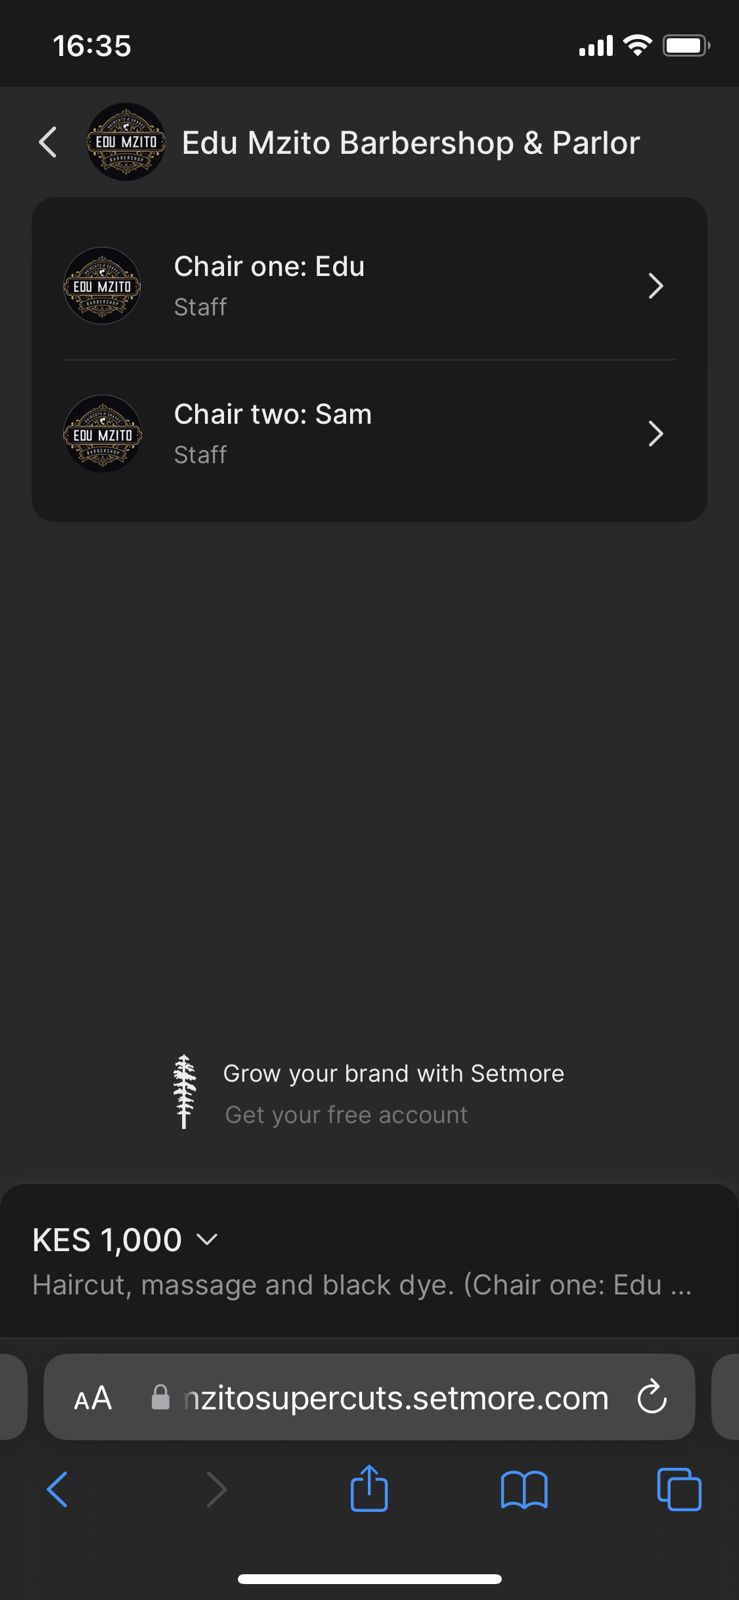 16:35
EDU MZITO
BARBERSHOP
Edu Mzito Barbershop & Parlor
EDU MZITO
BARBERSHOP
Chair one: Edu
Staff
EDU MZITO
BARBERSHOP
Chair two: Sam
Staff
Grow your brand with Setmore
Get your free account
KES 1,000
Haircut, massage and black dye. (Chair one: Edu ...
AA
nzitosupercuts.setmore.com